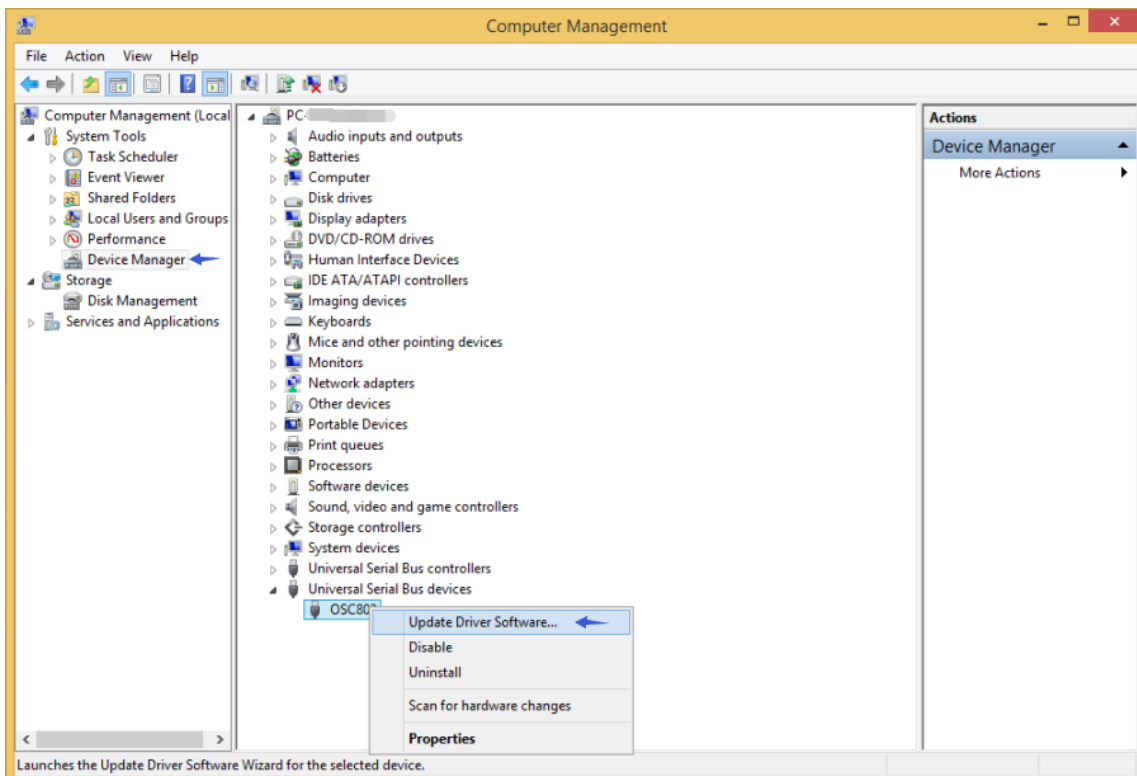 Computer Management
File Action View Help
Computer Management (Local
System Tools
Task Scheduler
Event Viewer
Shared Folders
Local Users and Groups
Performance
Device Manager
Storage
Disk Management
Services and Applications
PC-
Audio inputs and outputs
Batteries
Computer
Disk drives
Display adapters
DVD/CD-ROM drives
Human Interface Devices
IDE ATA/ATAPI controllers
Imaging devices
Keyboards
Mice and other pointing devices
Monitors
Network adapters
Other devices
Portable Devices
Print queues
Processors
Software devices
Sound, video and game controllers
Storage controllers
System devices
Universal Serial Bus controllers
Universal Serial Bus devices
OSC802
Update Driver Software...
Disable
Uninstall
Scan for hardware changes
Properties
Actions
Device Manager
More Actions
Launches the Update Driver Software Wizard for the selected device.